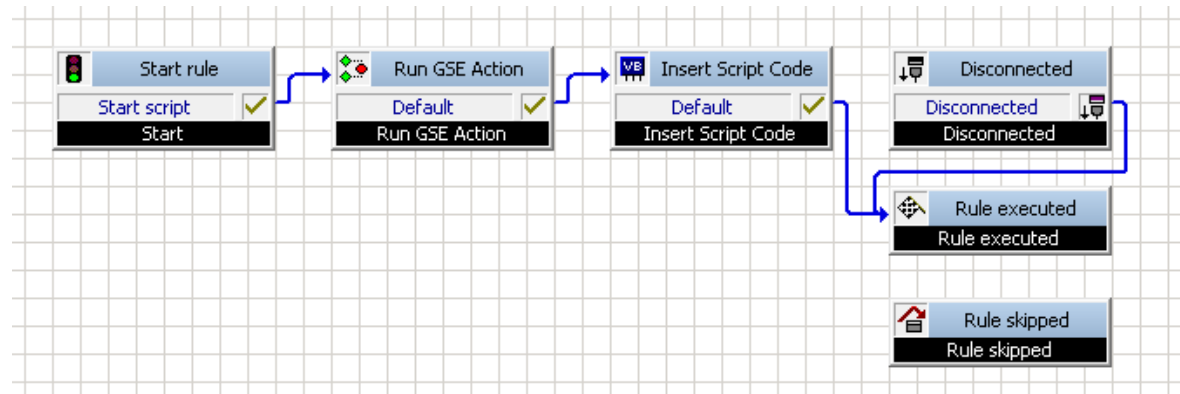 Start rule
Start script
Start
Run GSE Action
Default
Run GSE Action
VB
Insert Script Code
Default
Insert Script Code
Disconnected
Disconnected
Disconnected
Rule executed
Rule executed
Rule skipped
Rule skipped